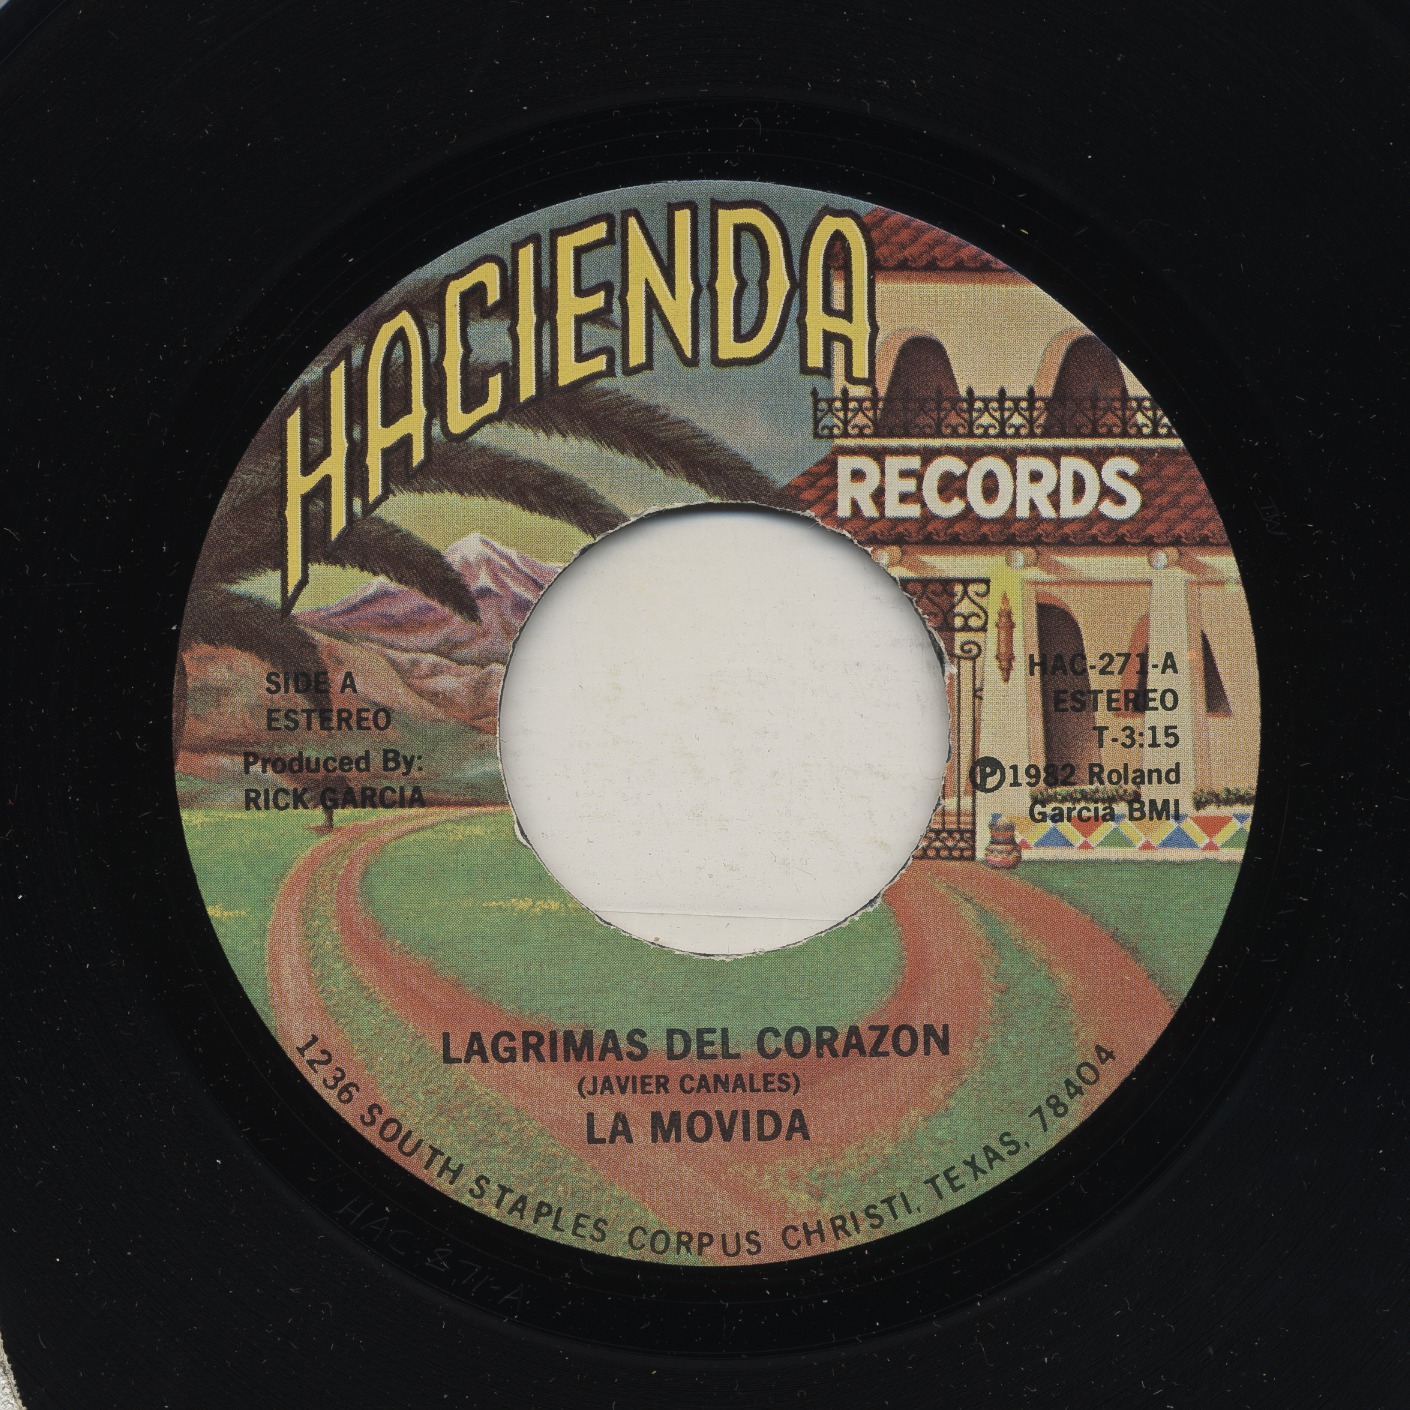 HACIENDA
RECORDS
SIDE A
ESTEREO
Produced By:
RICK GARCIA
HAC-271-A
ESTEREO
T-3:15
Ⓟ1982 Roland
Garcia BMI
LAGRIMAS DEL CORAZON
(JAVIER CANALES)
LA MOVIDA
1236 SOUTH STAPLES CORPUS CHRISTI, TEXAS, 78404